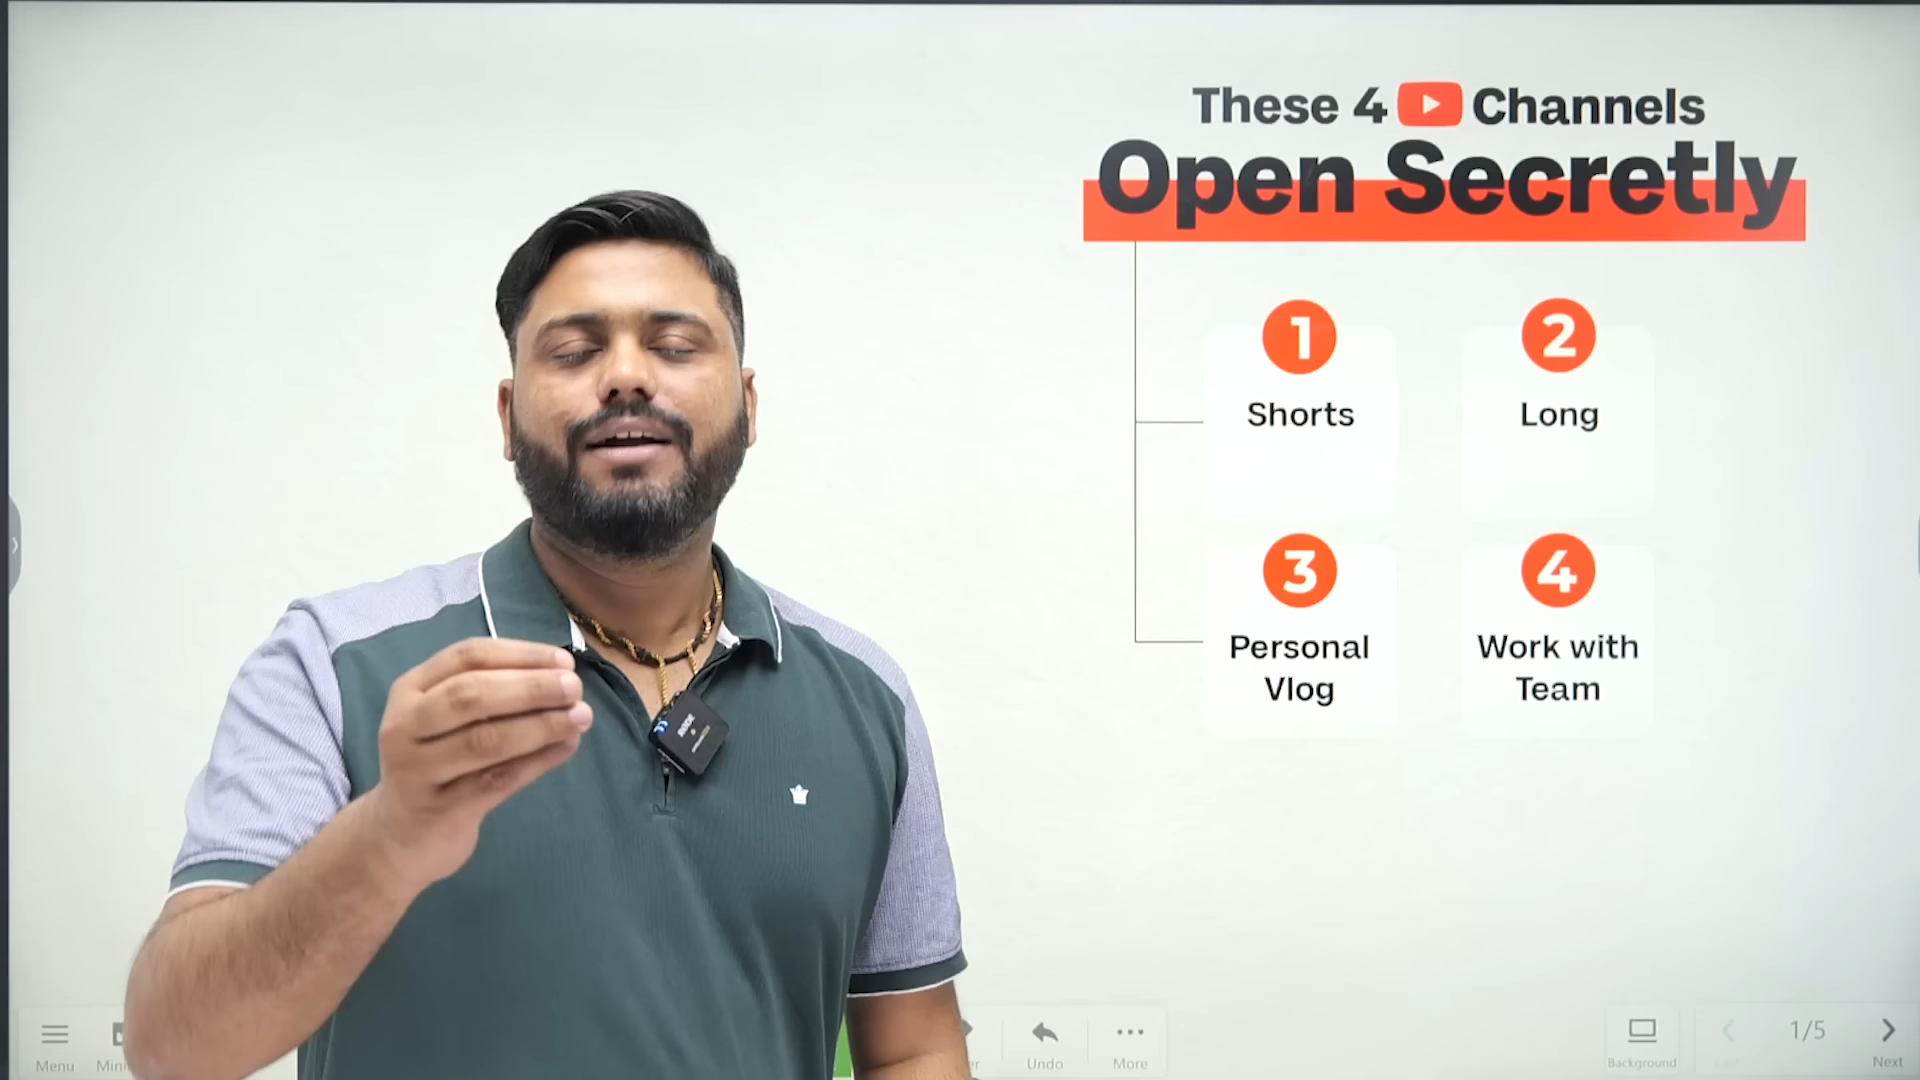 These 4 Channels
Open Secretly
1
Shorts
2
Long
3
Personal
Vlog
4
Work with
Team
RØDE
Menu
Undo
More
Background
1/5
Next